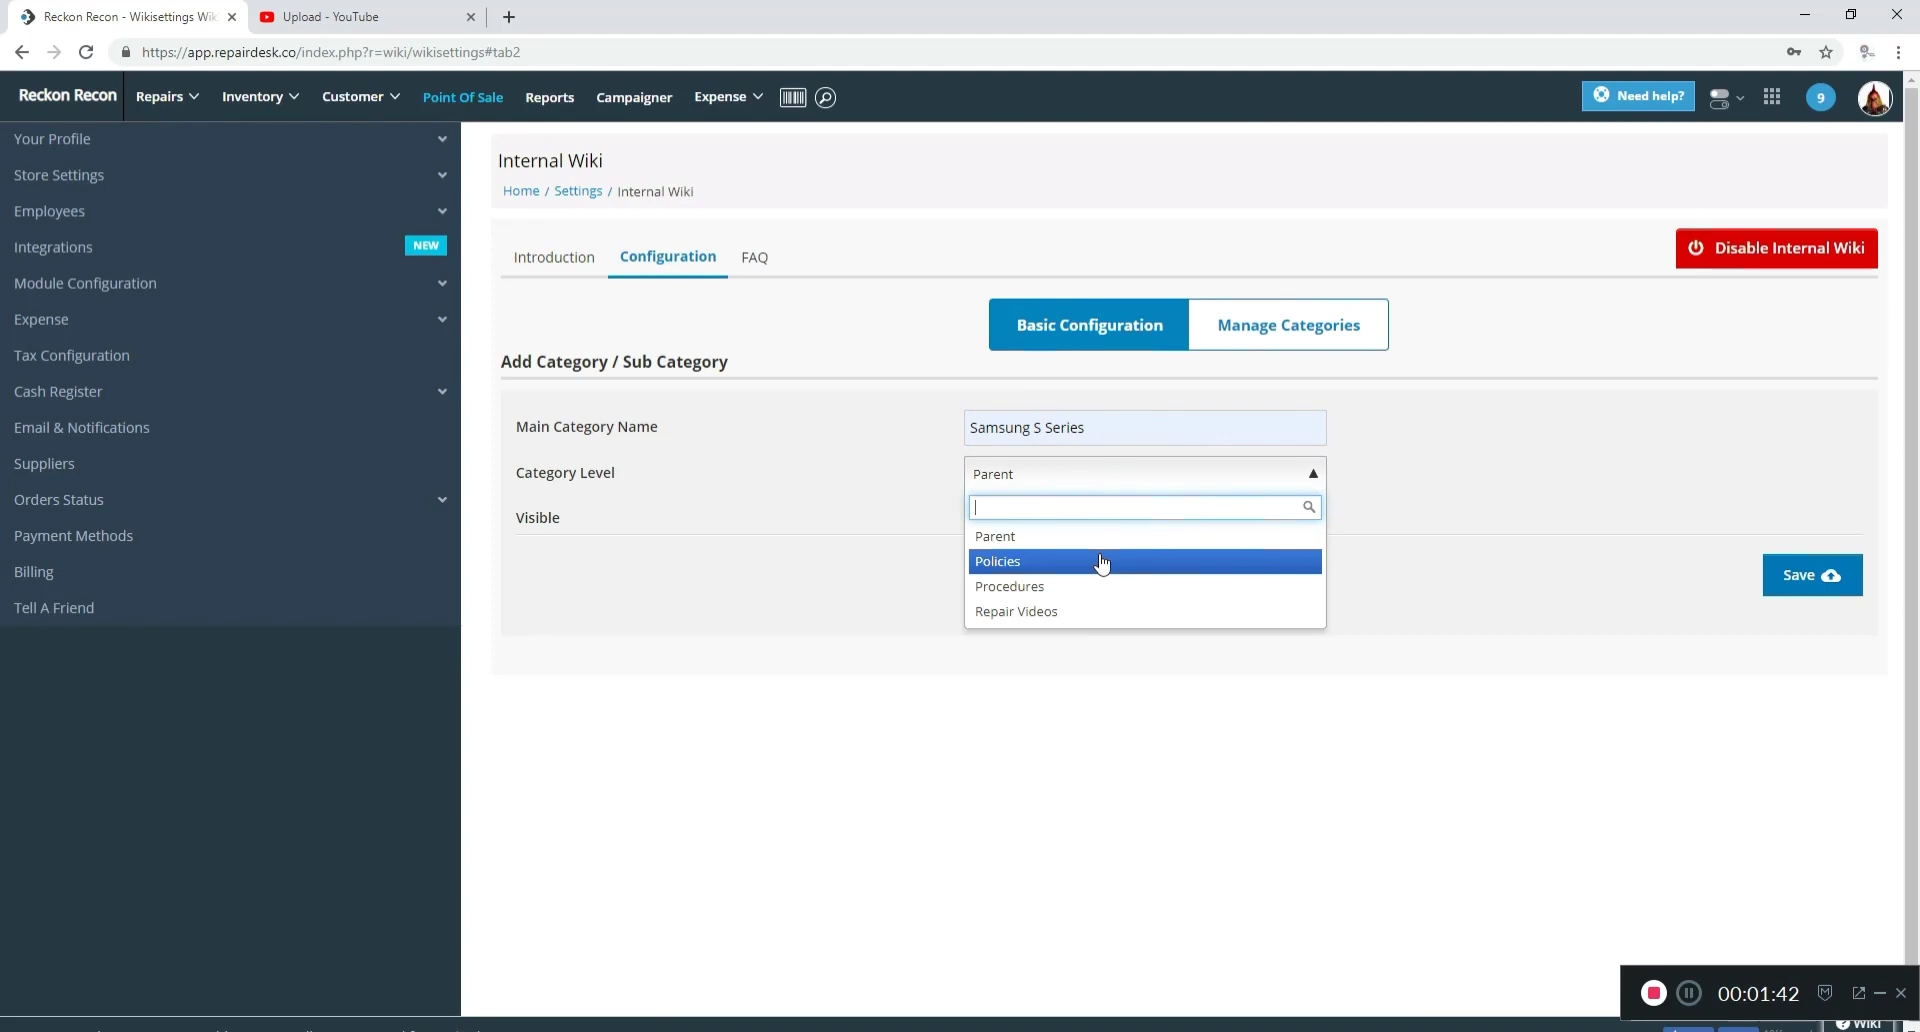 Reckon Recon - Wikisettings Wik
Upload - YouTube
https://app.repairdesk.co/index.php?r=wiki/wikisettings#tab2
Reckon Recon
Repairs
Inventory
Customer
Point Of Sale
Reports
Campaigner
Expense
Need help?
9
Your Profile
Store Settings
Employees
Integrations
NEW
Module Configuration
Expense
Tax Configuration
Cash Register
Email & Notifications
Suppliers
Orders Status
Payment Methods
Billing
Tell A Friend
Internal Wiki
Home / Settings / Internal Wiki
Introduction
Configuration
FAQ
Disable Internal Wiki
Basic Configuration
Manage Categories
Add Category / Sub Category
Main Category Name
Samsung S Series
Category Level
Parent
Visible
Parent
Policies
Procedures
Repair Videos
Save
00:01:42
Wiki